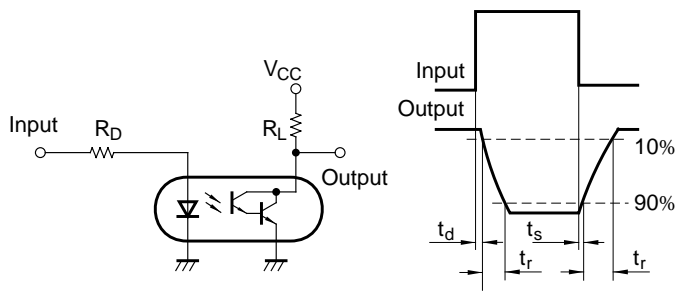 VCC
Input
RD
RL
Output
Input
Output
10%
90%
td
ts
tr
tr